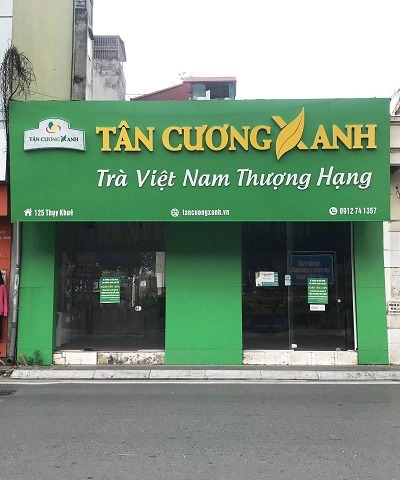 TÂN CƯƠNG XANH
TÂN CƯƠNG XANH
Trà Việt Nam Thượng Hạng
125 Thụy Khuê
tancuongxanh.vn
0912 74 1357